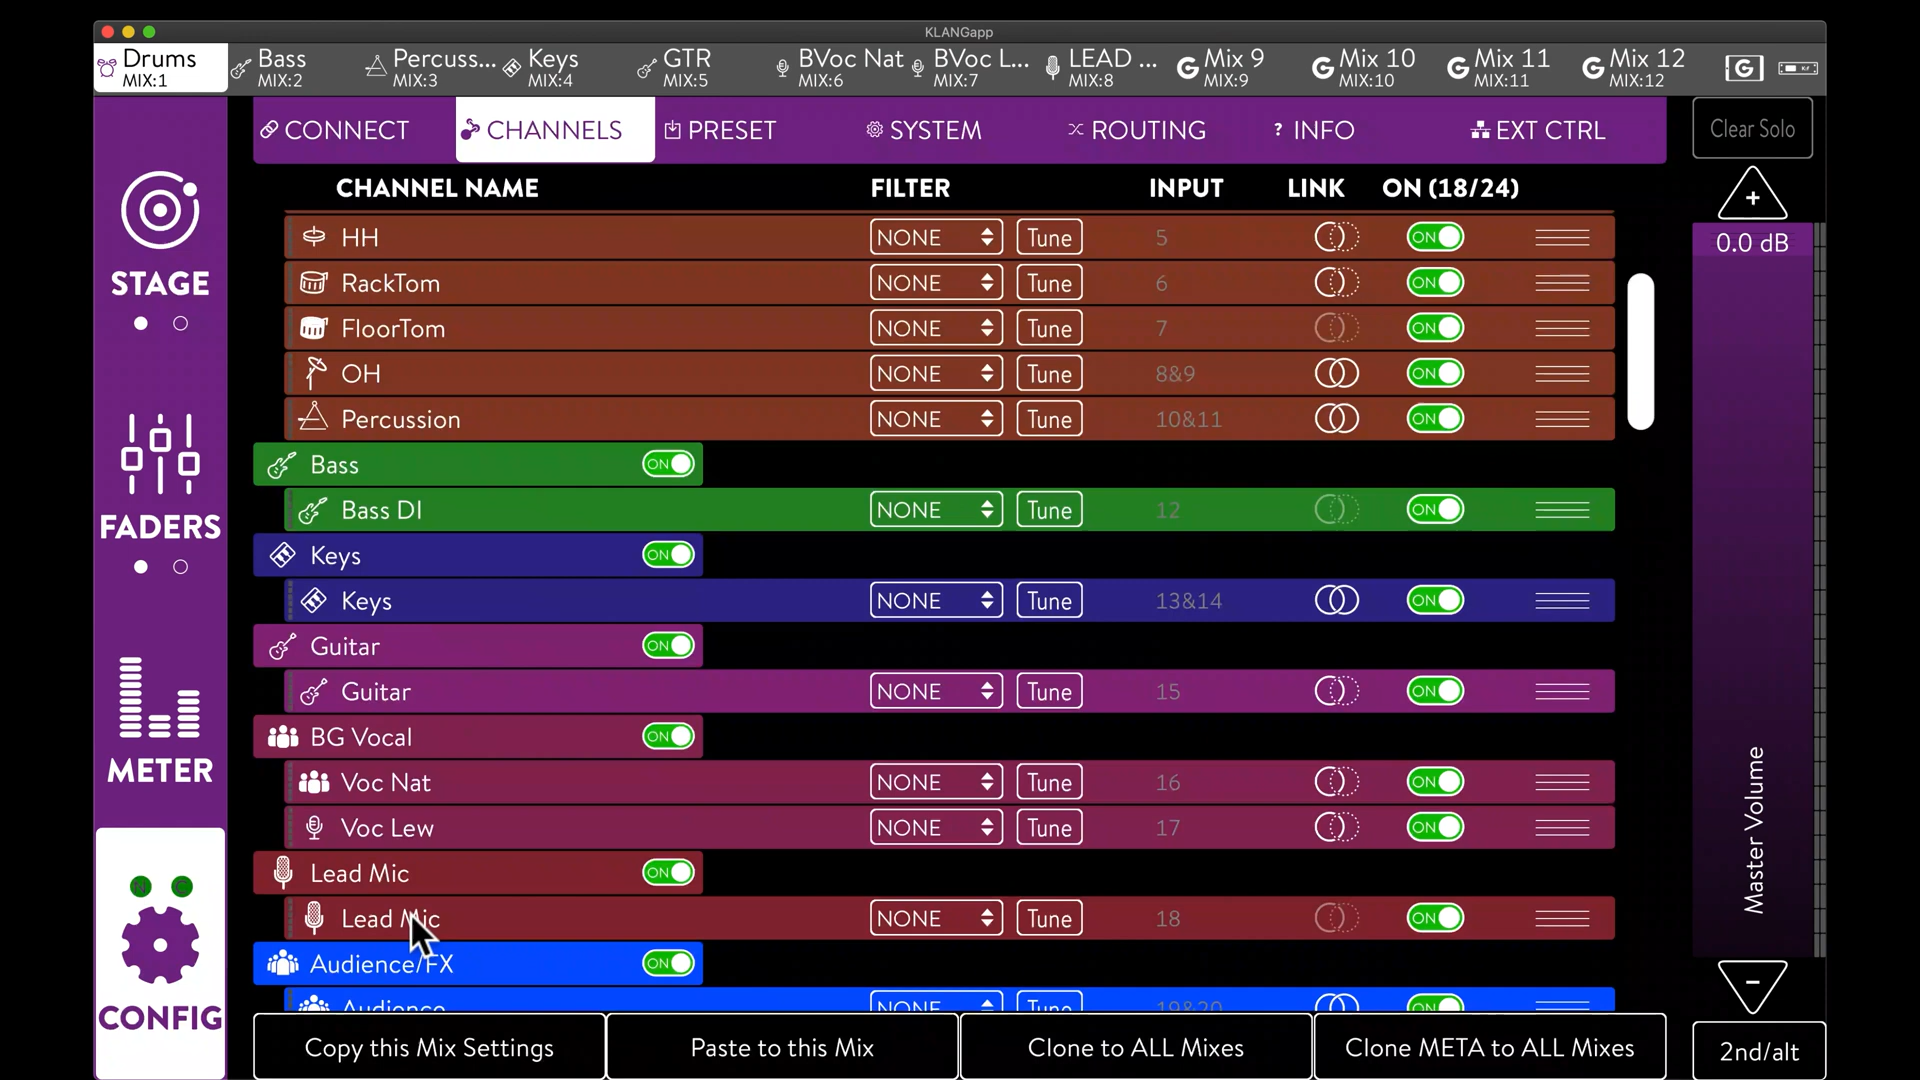 KLANGapp
Drums
MIX:1
Bass
MIX:2
Percuss...
MIX:3
Keys
MIX:4
GTR
MIX:5
BVoc Nat
MIX:6
BVoc L...
MIX:7
LEAD ...
MIX:8
Mix 9
MIX:9
Mix 10
MIX:10
Mix 11
MIX:11
Mix 12
MIX:12
CONNECT CHANNELS PRESET SYSTEM ROUTING ? INFO EXT CTRL
Clear Solo
CHANNEL NAME FILTER INPUT LINK ON (18/24)
HH NONE Tune 5 ON
RackTom NONE Tune 6 ON
FloorTom NONE Tune 7 ON
OH NONE Tune 8&9 ON
Percussion NONE Tune 10&11 ON
Bass ON
Bass DI NONE Tune 12 ON
Keys ON
Keys NONE Tune 13&14 ON
Guitar ON
Guitar NONE Tune 15 ON
BG Vocal ON
Voc Nat NONE Tune 16 ON
Voc Lew NONE Tune 17 ON
Lead Mic ON
Lead Mic NONE Tune 18 ON
Audience/FX ON
Audience NONE Tune 19&20 ON
Copy this Mix Settings
Paste to this Mix
Clone to ALL Mixes
Clone META to ALL Mixes
STAGE
FADERS
METER
CONFIG
+
0.0 dB
Master Volume
-
2nd/alt